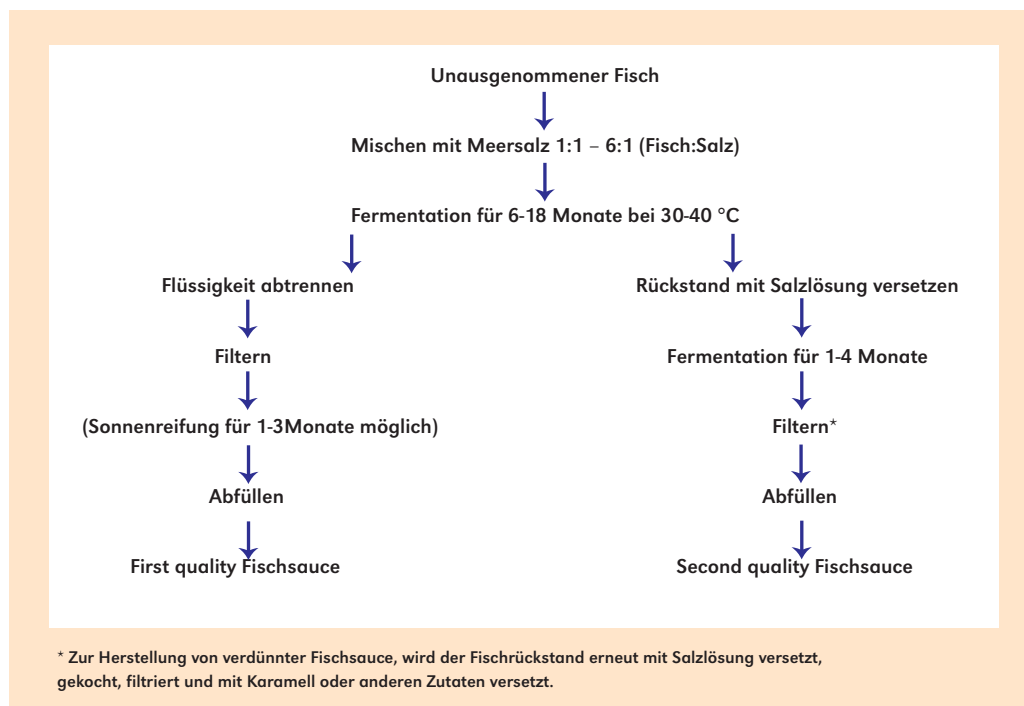 Unausgenommener Fisch
Mischen mit Meersalz 1:1 – 6:1 (Fisch:Salz)
Fermentation für 6-18 Monate bei 30-40 °C
Flüssigkeit abtrennen
Rückstand mit Salzlösung versetzen
Filtern
Fermentation für 1-4 Monate
(Sonnenreifung für 1-3Monate möglich)
Filtern*
Abfüllen
Abfüllen
First quality Fischsauce
Second quality Fischsauce
* Zur Herstellung von verdünnter Fischsauce, wird der Fischrückstand erneut mit Salzlösung versetzt,
gekocht, filtriert und mit Karamell oder anderen Zutaten versetzt.